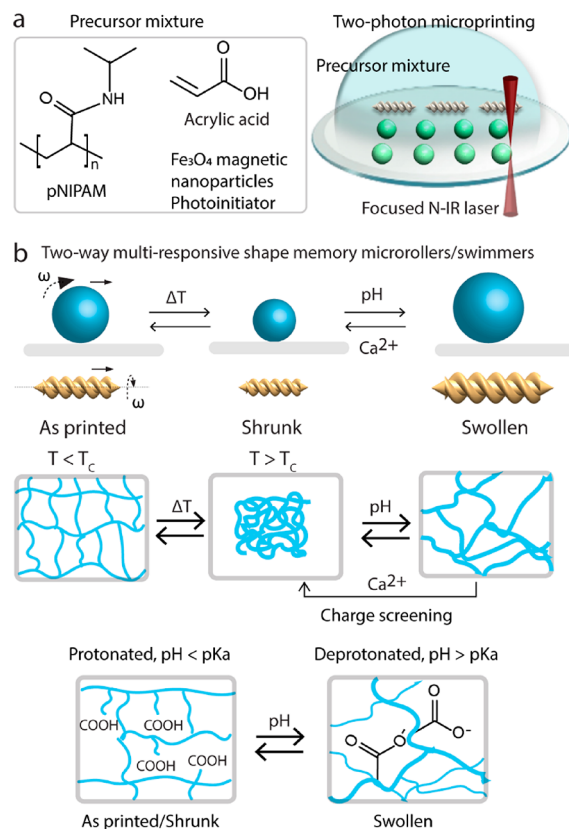 a
Precursor mixture
O
NH
n
pNIPAM
O
OH
Acrylic acid
Fe₃O₄ magnetic
nanoparticles
Photoinitiator
Two-photon microprinting
Precursor mixture
Focused N-IR laser
b
Two-way multi-responsive shape memory microrollers/swimmers
ω
ΔT
pH
Ca²⁺
ω
As printed
Shrunk
Swollen
T < T_C
T > T_C
ΔT
pH
Ca²⁺
Charge screening
Protonated, pH < pKa
Deprotonated, pH > pKa
COOH
COOH
COOH
COOH
pH
O
O
O
O⁻
As printed/Shrunk
Swollen